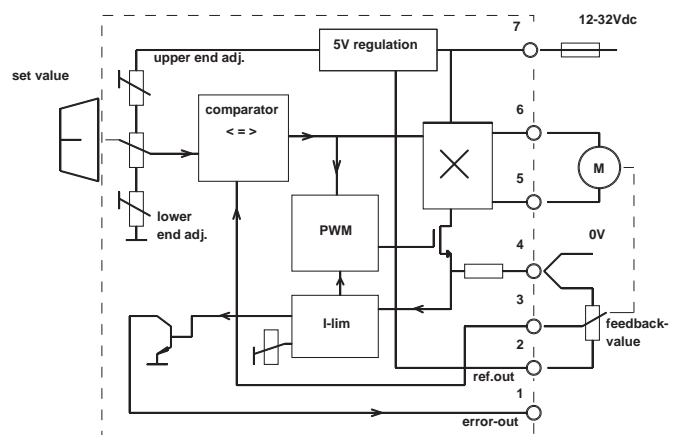 12-32Vdc
7
5V regulation
upper end adj.
set value
comparator
< = >
6
M
5
lower
end adj.
PWM
4
0V
3
I-lim
feedback-
value
2
ref.out
1
error-out